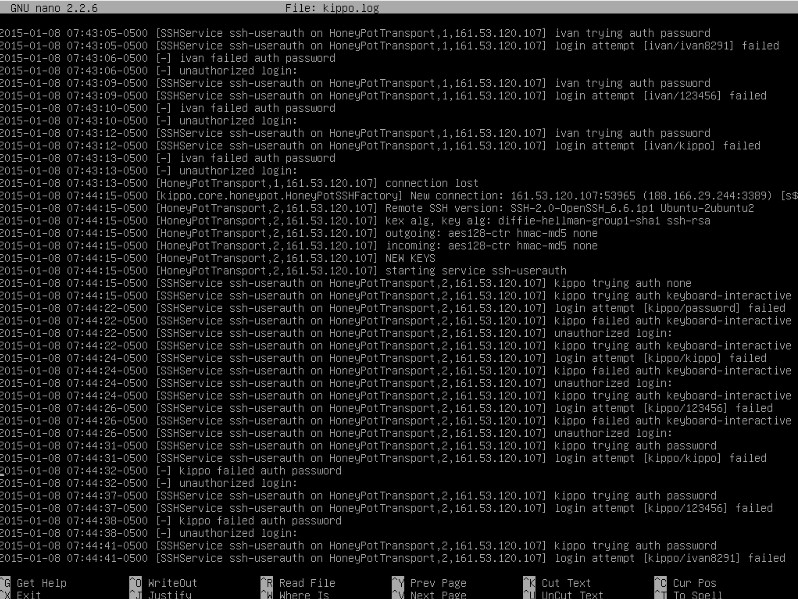 GNU nano 2.2.6 File: kippo.log
2015-01-08 07:43:05-0500 [SSHService ssh-userauth on HoneyPotTransport,1,161.53.120.107] ivan trying auth password
2015-01-08 07:43:05-0500 [SSHService ssh-userauth on HoneyPotTransport,1,161.53.120.107] login attempt [ivan/ivan8291] failed
2015-01-08 07:43:06-0500 [-] ivan failed auth password
2015-01-08 07:43:06-0500 [-] unauthorized login:
2015-01-08 07:43:09-0500 [SSHService ssh-userauth on HoneyPotTransport,1,161.53.120.107] ivan trying auth password
2015-01-08 07:43:09-0500 [SSHService ssh-userauth on HoneyPotTransport,1,161.53.120.107] login attempt [ivan/123456] failed
2015-01-08 07:43:10-0500 [-] ivan failed auth password
2015-01-08 07:43:10-0500 [-] unauthorized login:
2015-01-08 07:43:12-0500 [SSHService ssh-userauth on HoneyPotTransport,1,161.53.120.107] ivan trying auth password
2015-01-08 07:43:12-0500 [SSHService ssh-userauth on HoneyPotTransport,1,161.53.120.107] login attempt [ivan/kippo] failed
2015-01-08 07:43:13-0500 [-] ivan failed auth password
2015-01-08 07:43:13-0500 [-] unauthorized login:
2015-01-08 07:43:13-0500 [HoneyPotTransport,1,161.53.120.107] connection lost
2015-01-08 07:44:15-0500 [kippo.core.honeypot.HoneyPotSSHFactory] New connection: 161.53.120.107:53965 (188.166.29.244:3389) [s$
2015-01-08 07:44:15-0500 [HoneyPotTransport,2,161.53.120.107] Remote SSH version: SSH-2.0-OpenSSH_6.6.1p1 Ubuntu-2ubuntu2
2015-01-08 07:44:15-0500 [HoneyPotTransport,2,161.53.120.107] kex alg, key alg: diffie-hellman-group1-sha1 ssh-rsa
2015-01-08 07:44:15-0500 [HoneyPotTransport,2,161.53.120.107] outgoing: aes128-ctr hmac-md5 none
2015-01-08 07:44:15-0500 [HoneyPotTransport,2,161.53.120.107] incoming: aes128-ctr hmac-md5 none
2015-01-08 07:44:15-0500 [HoneyPotTransport,2,161.53.120.107] NEW KEYS
2015-01-08 07:44:15-0500 [HoneyPotTransport,2,161.53.120.107] starting service ssh-userauth
2015-01-08 07:44:15-0500 [SSHService ssh-userauth on HoneyPotTransport,2,161.53.120.107] kippo trying auth none
2015-01-08 07:44:15-0500 [SSHService ssh-userauth on HoneyPotTransport,2,161.53.120.107] kippo trying auth keyboard-interactive
2015-01-08 07:44:22-0500 [SSHService ssh-userauth on HoneyPotTransport,2,161.53.120.107] login attempt [kippo/password] failed
2015-01-08 07:44:22-0500 [SSHService ssh-userauth on HoneyPotTransport,2,161.53.120.107] kippo failed auth keyboard-interactive
2015-01-08 07:44:22-0500 [SSHService ssh-userauth on HoneyPotTransport,2,161.53.120.107] unauthorized login:
2015-01-08 07:44:22-0500 [SSHService ssh-userauth on HoneyPotTransport,2,161.53.120.107] kippo trying auth keyboard-interactive
2015-01-08 07:44:24-0500 [SSHService ssh-userauth on HoneyPotTransport,2,161.53.120.107] login attempt [kippo/kippo] failed
2015-01-08 07:44:24-0500 [SSHService ssh-userauth on HoneyPotTransport,2,161.53.120.107] kippo failed auth keyboard-interactive
2015-01-08 07:44:24-0500 [SSHService ssh-userauth on HoneyPotTransport,2,161.53.120.107] unauthorized login:
2015-01-08 07:44:24-0500 [SSHService ssh-userauth on HoneyPotTransport,2,161.53.120.107] kippo trying auth keyboard-interactive
2015-01-08 07:44:26-0500 [SSHService ssh-userauth on HoneyPotTransport,2,161.53.120.107] login attempt [kippo/123456] failed
2015-01-08 07:44:26-0500 [SSHService ssh-userauth on HoneyPotTransport,2,161.53.120.107] kippo failed auth keyboard-interactive
2015-01-08 07:44:26-0500 [SSHService ssh-userauth on HoneyPotTransport,2,161.53.120.107] unauthorized login:
2015-01-08 07:44:31-0500 [SSHService ssh-userauth on HoneyPotTransport,2,161.53.120.107] kippo trying auth password
2015-01-08 07:44:31-0500 [SSHService ssh-userauth on HoneyPotTransport,2,161.53.120.107] login attempt [kippo/kippo] failed
2015-01-08 07:44:32-0500 [-] kippo failed auth password
2015-01-08 07:44:32-0500 [-] unauthorized login:
2015-01-08 07:44:37-0500 [SSHService ssh-userauth on HoneyPotTransport,2,161.53.120.107] kippo trying auth password
2015-01-08 07:44:37-0500 [SSHService ssh-userauth on HoneyPotTransport,2,161.53.120.107] login attempt [kippo/123456] failed
2015-01-08 07:44:38-0500 [-] kippo failed auth password
2015-01-08 07:44:38-0500 [-] unauthorized login:
2015-01-08 07:44:41-0500 [SSHService ssh-userauth on HoneyPotTransport,2,161.53.120.107] kippo trying auth password
2015-01-08 07:44:41-0500 [SSHService ssh-userauth on HoneyPotTransport,2,161.53.120.107] login attempt [kippo/ivan8291] failed
^G Get Help ^O WriteOut ^R Read File ^Y Prev Page ^K Cut Text ^C Cur Pos
^X Exit ^J Justify ^W Where Is ^V Next Page ^U UnCut Text ^T To Spell